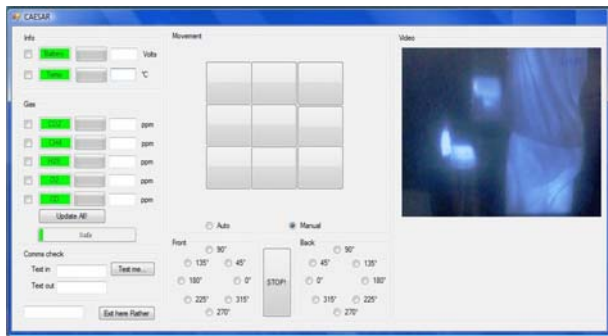 CAESAR
Info
Battery Volts
Temp °C
Gas
CO2 ppm
CH4 ppm
H2S ppm
O2 ppm
CO ppm
Update All!
Safe
Comms check
Text in Test me...
Text out
Exit here Rather
Movement
Auto Manual
Front
90°
135° 45°
180° 0°
225° 315°
270°
STOP!
Back
90°
45° 135°
0° 180°
315° 225°
270°
Video